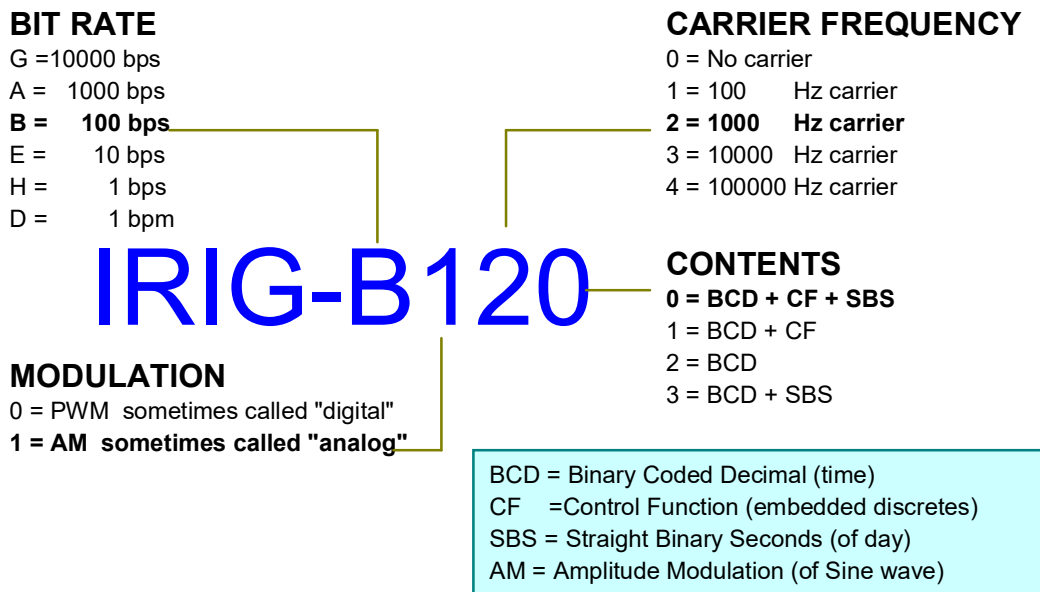 BIT RATE
G =10000 bps
A = 1000 bps
B = 100 bps
E = 10 bps
H = 1 bps
D = 1 bpm
CARRIER FREQUENCY
0 = No carrier
1 = 100 Hz carrier
2 = 1000 Hz carrier
3 = 10000 Hz carrier
4 = 100000 Hz carrier
IRIG-B120
CONTENTS
0 = BCD + CF + SBS
1 = BCD + CF
2 = BCD
3 = BCD + SBS
MODULATION
0 = PWM sometimes called "digital"
1 = AM sometimes called "analog"
BCD = Binary Coded Decimal (time)
CF =Control Function (embedded discretes)
SBS = Straight Binary Seconds (of day)
AM = Amplitude Modulation (of Sine wave)